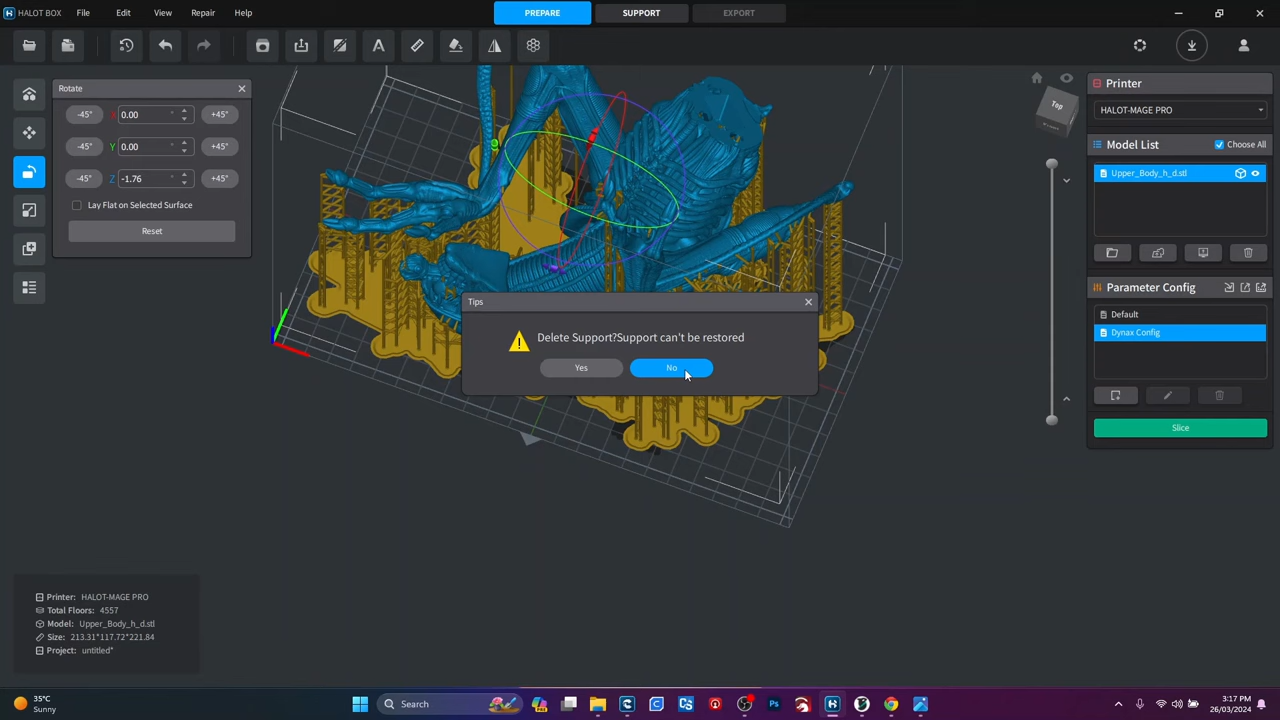 HALOT BOX File Edit View Repair Help PREPARE SUPPORT EXPORT
Rotate
-45° X 0.00 ° +45°
-45° Y 0.00 ° +45°
-45° Z -1.76 ° +45°
Lay Flat on Selected Surface
Reset
Top
Printer
HALOT-MAGE PRO
Model List Choose All
Upper_Body_h_d.stl
Parameter Config
Default
Dynax Config
Slice
Tips
Delete Support?Support can't be restored
Yes No
Printer: HALOT-MAGE PRO
Total Floors: 4557
Model: Upper_Body_h_d.stl
Size: 213.31*117.72*221.84
Project: untitled*
35°C
Sunny
Search
3:17 PM
26/03/2024